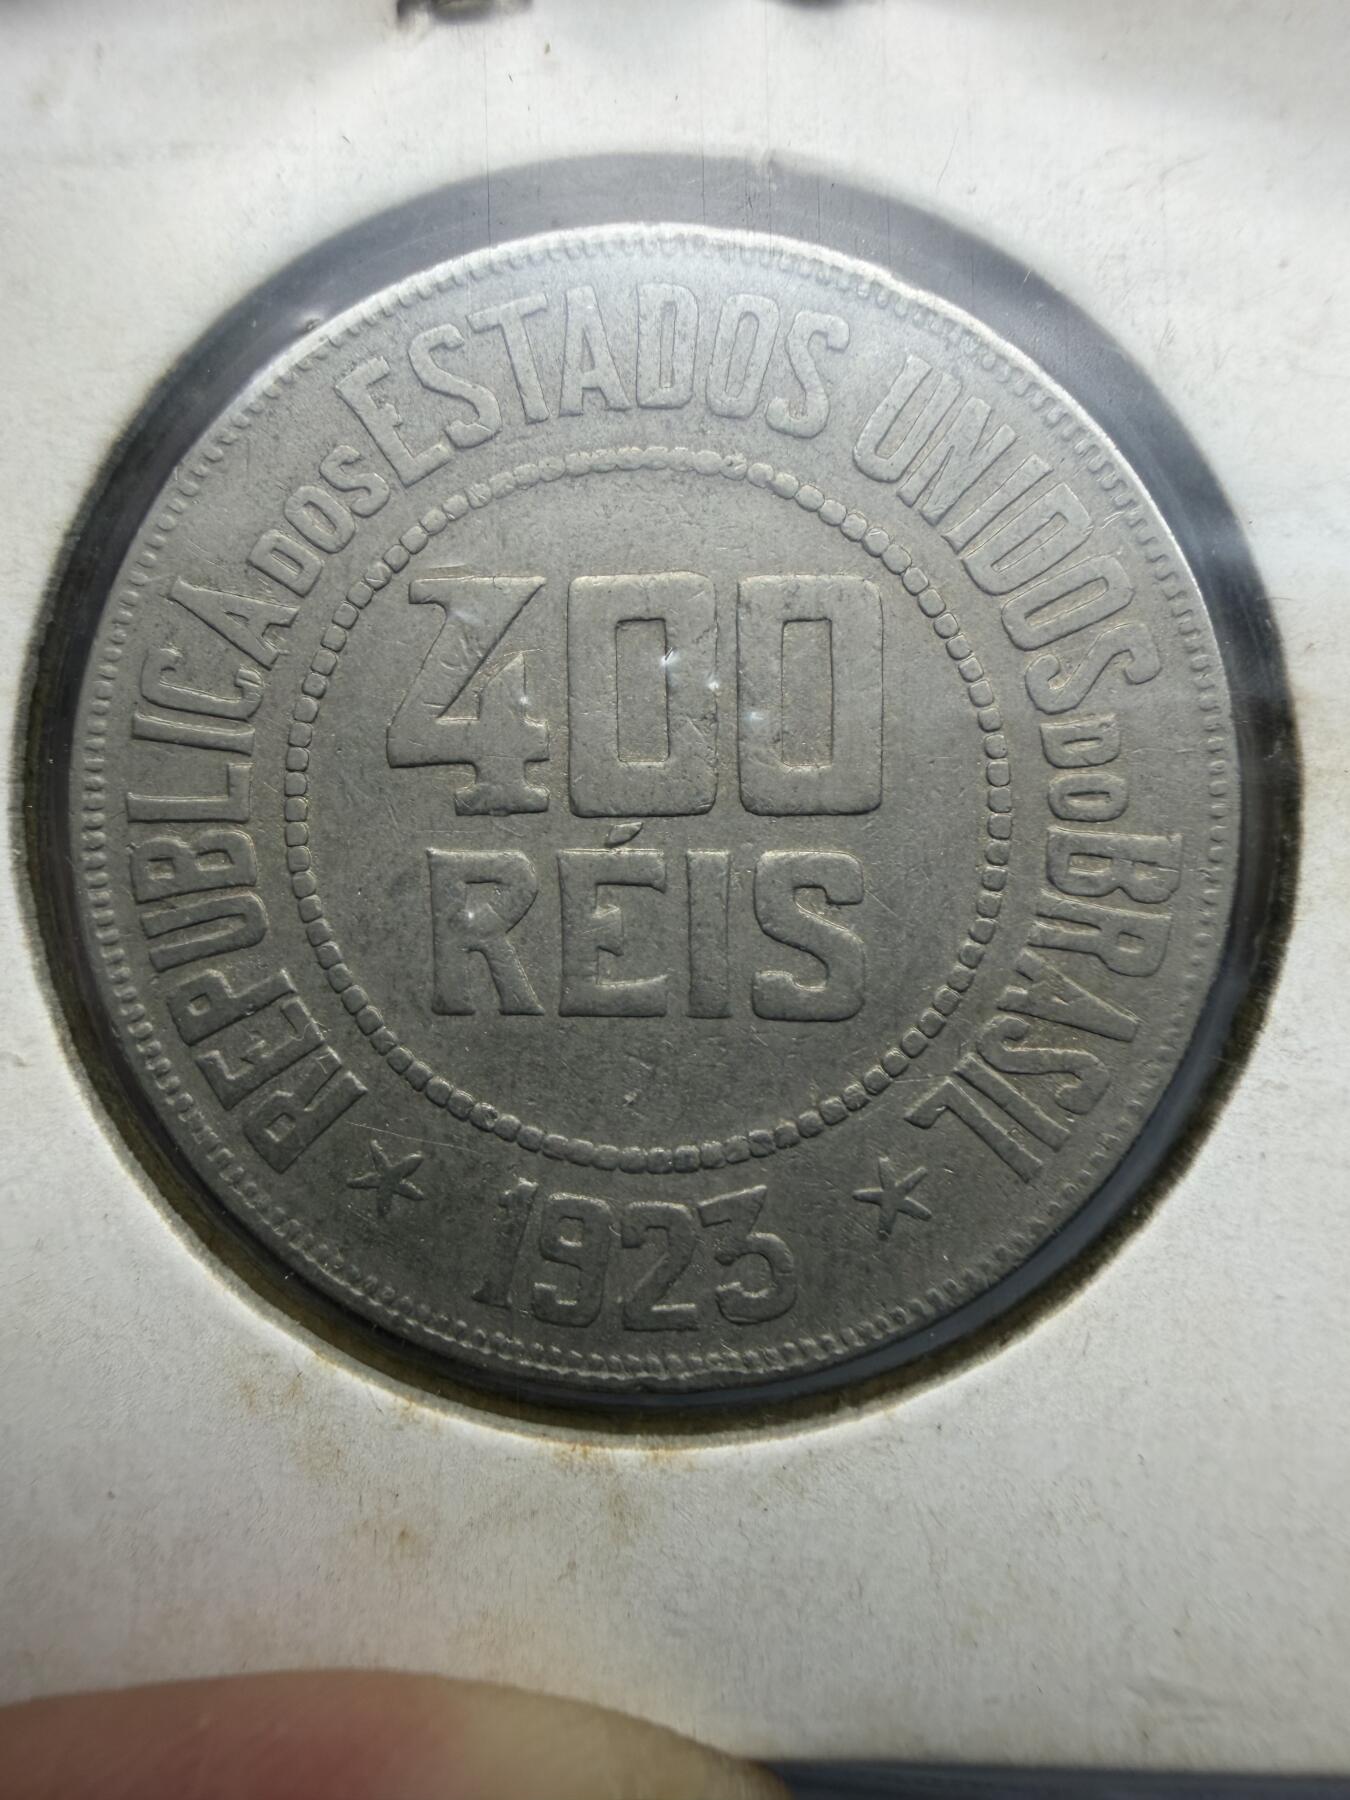 REPUBLICA DOS ESTADOS UNIDOS DO BRASIL
400
RÉIS
1923